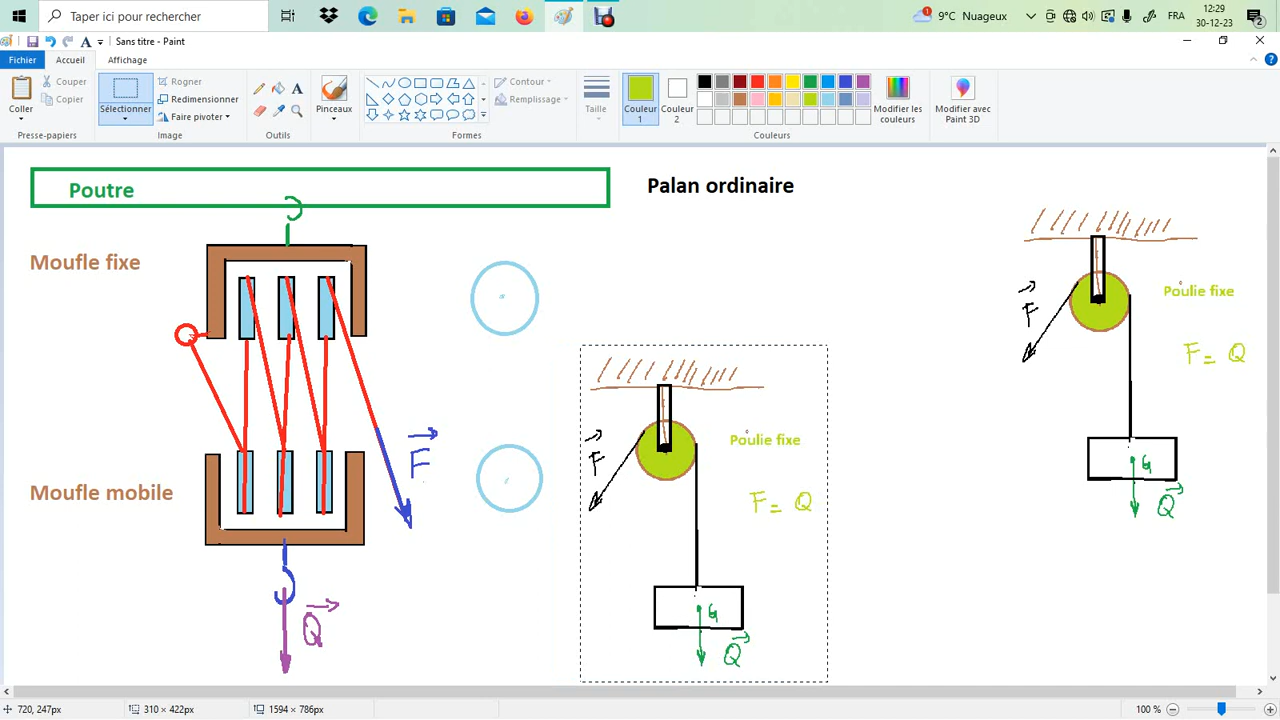 Taper ici pour rechercher
9°C Nuageux
FRA
12:29
30-12-23
2
Sans titre - Paint
Fichier
Accueil
Affichage
Coller
Couper
Copier
Presse-papiers
Sélectionner
Rogner
Redimensionner
Faire pivoter
Image
A
Outils
Pinceaux
Contour
Remplissage
Formes
Taille
Couleur
1
Couleur
2
Modifier les
couleurs
Couleurs
Modifier avec
Paint 3D
Poutre
Palan ordinaire
Moufle fixe
F
Poulie fixe
F = Q
G
Q
F
Poulie fixe
F = Q
G
Q
F
Moufle mobile
Q
720, 247px
310 × 422px
1594 × 786px
100 %